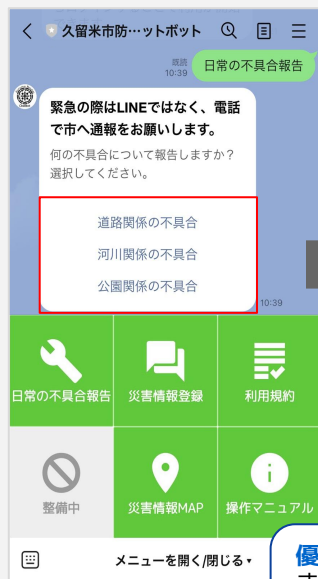 久留米市防…ットボット
既読
10:39
日常の不具合報告
緊急の際はLINEではなく、電話
で市へ通報をお願いします。
何の不具合について報告しますか？
選択してください。
道路関係の不具合
河川関係の不具合
公園関係の不具合
10:39
日常の不具合報告
災害情報登録
利用規約
整備中
災害情報MAP
操作マニュアル
メニューを開く/閉じる
優